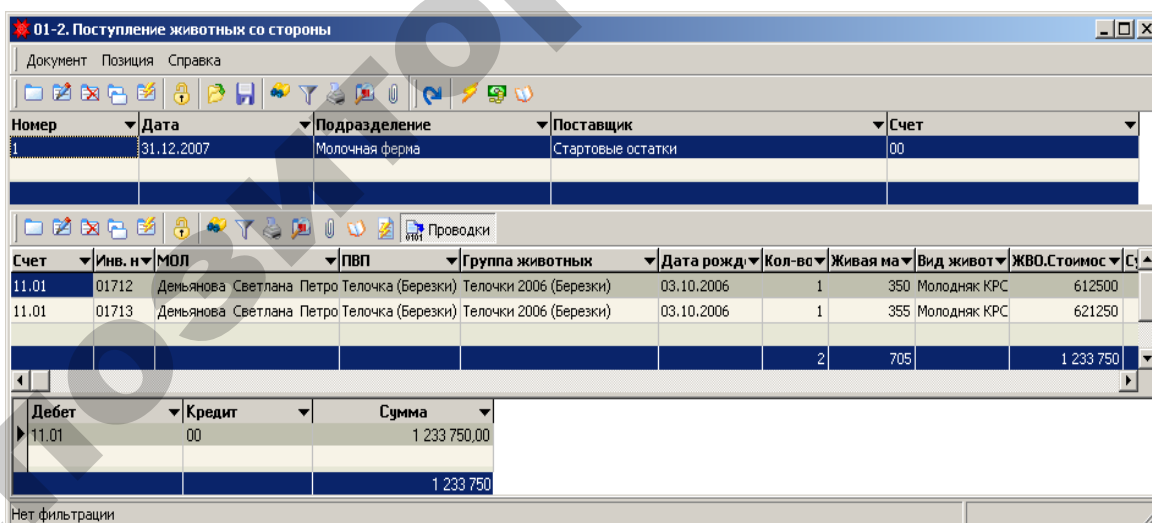 01-2. Поступление животных со стороны
Документ Позиция Справка
Номер Дата Подразделение Поставщик Счет
1 31.12.2007 Молочная ферма Стартовые остатки 00
Проводки
Счет Инв. н МОЛ ПВП Группа животных Дата рожд Кол-во Живая ма Вид живот ЖВО.Стоимос
11.01 01712 Демьянова Светлана Петро Телочка (Березки) Телочки 2006 (Березки) 03.10.2006 1 350 Молодняк КРС 612500
11.01 01713 Демьянова Светлана Петро Телочка (Березки) Телочки 2006 (Березки) 03.10.2006 1 355 Молодняк КРС 621250
2 705 1 233 750
Дебет Кредит Сумма
11.01 00 1 233 750,00
1 233 750
Нет фильтрации